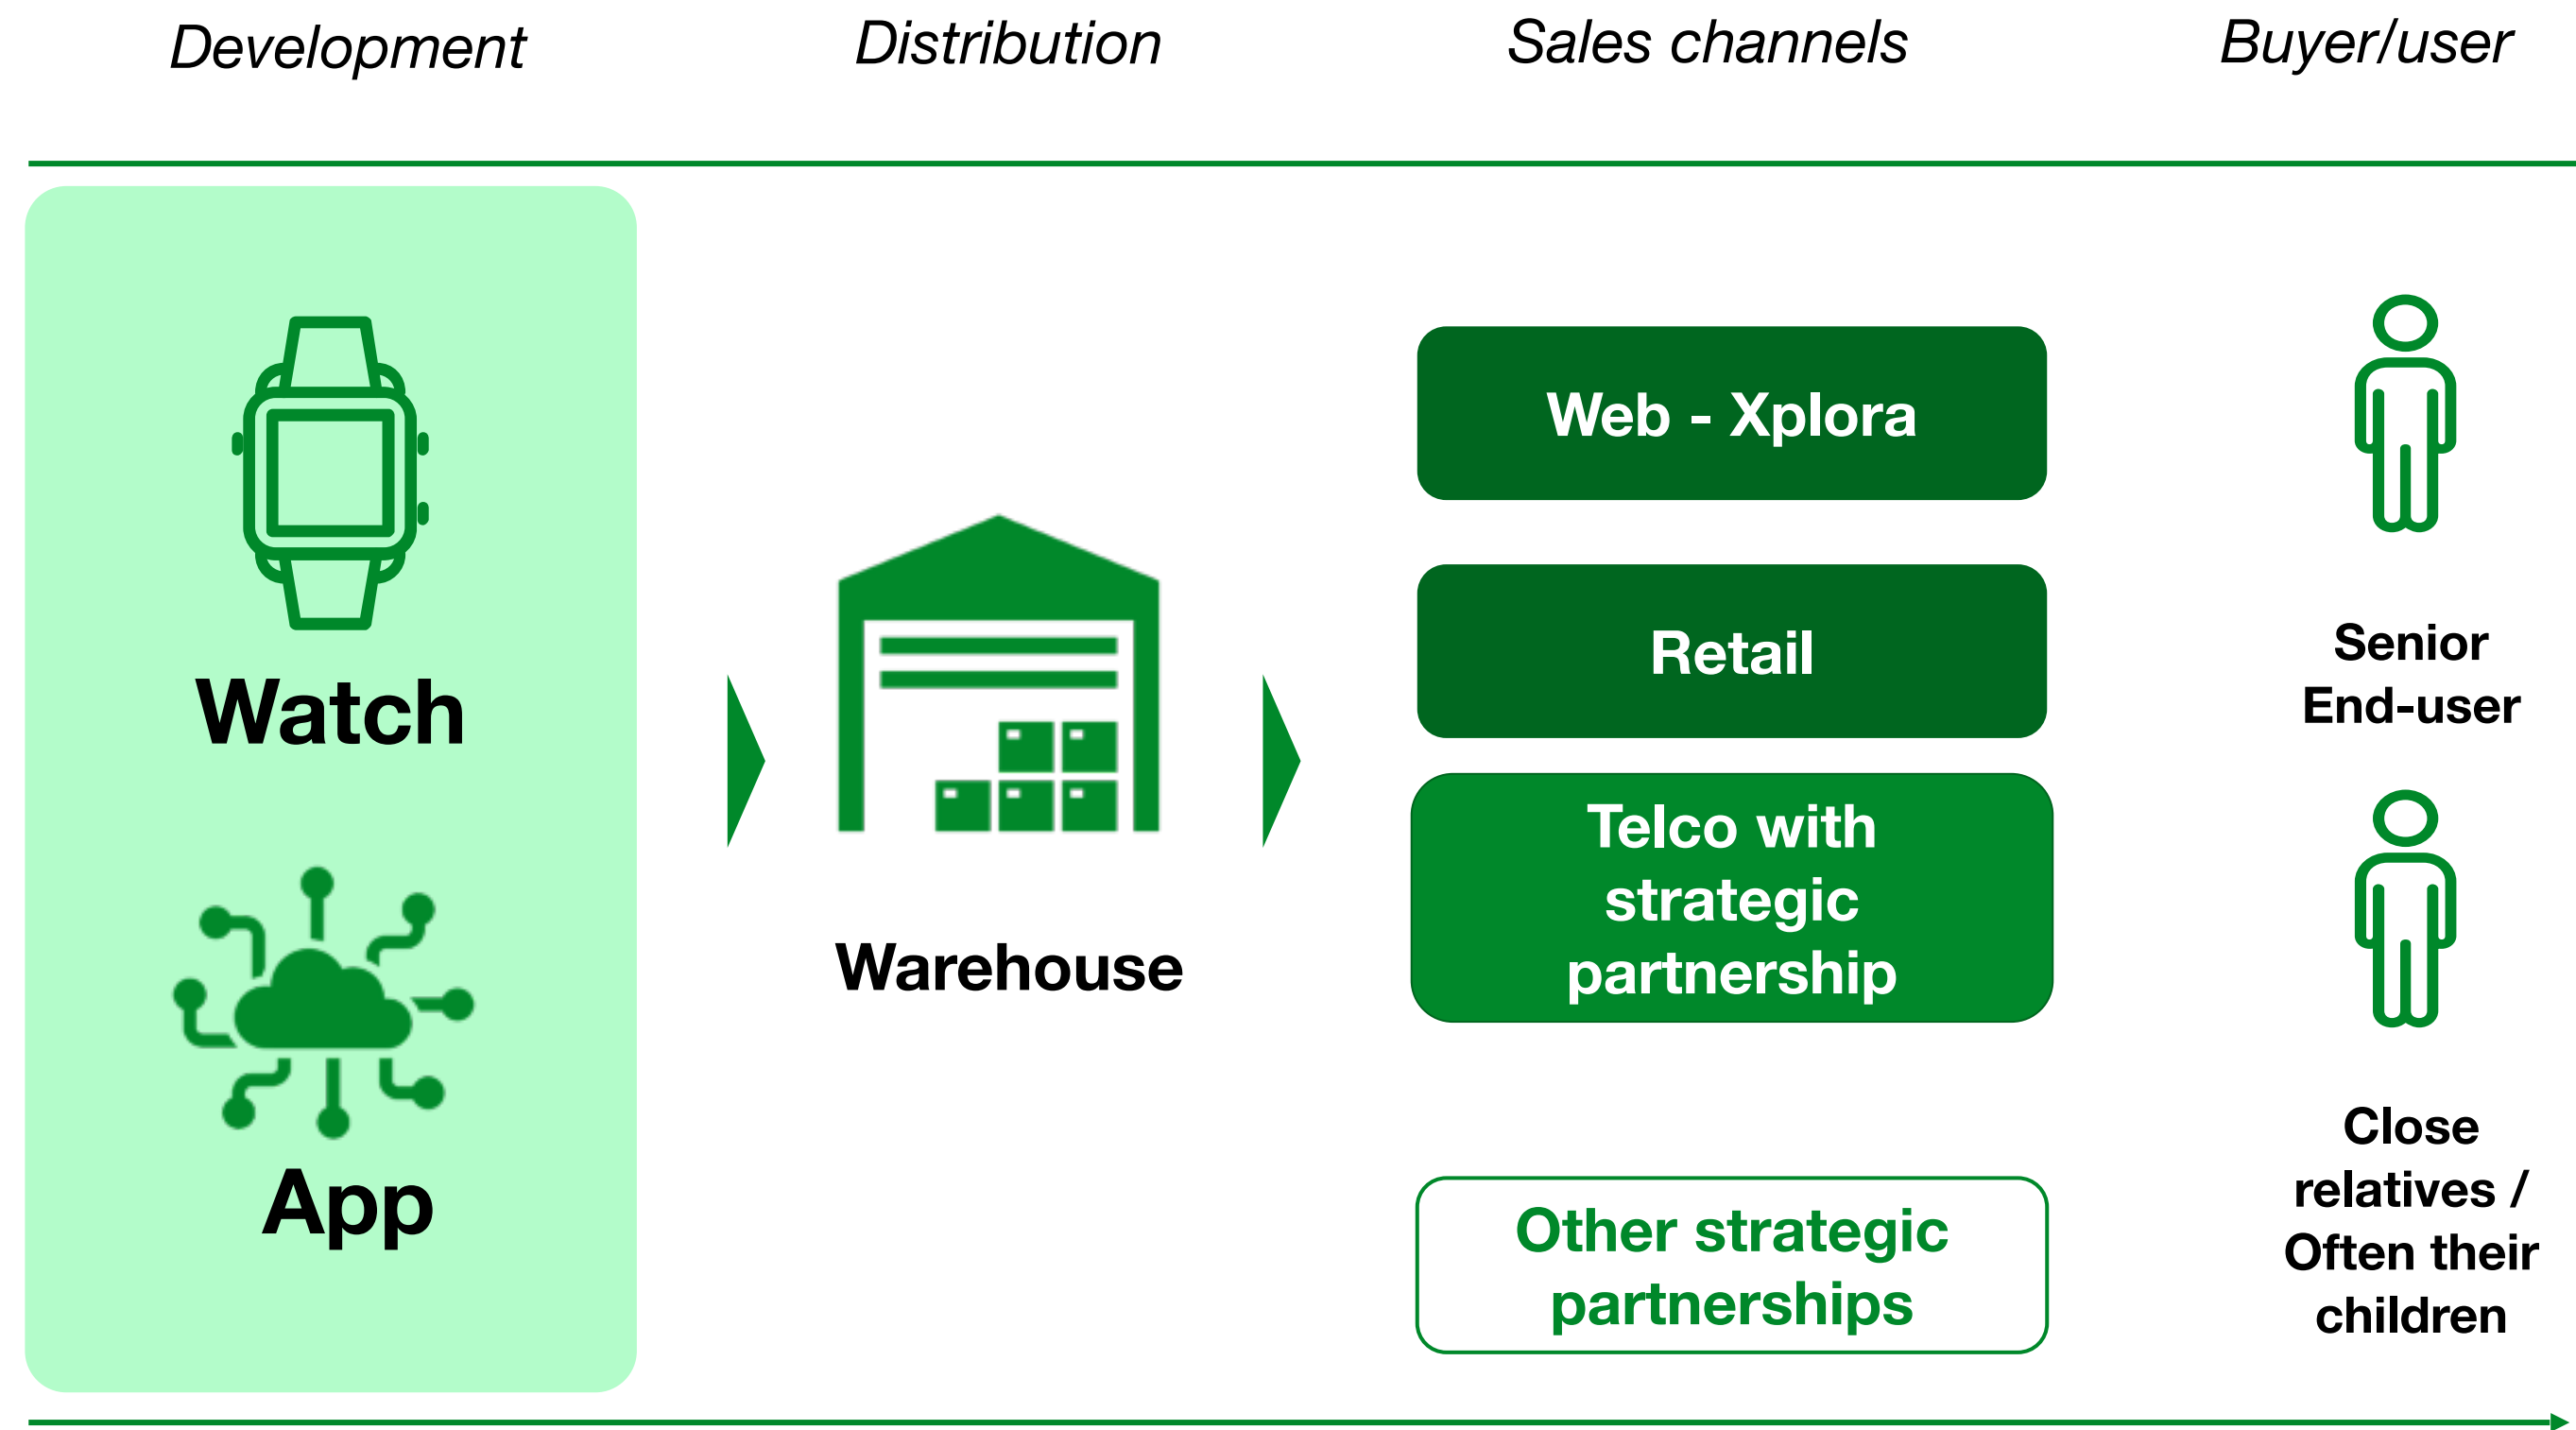 Development
Distribution
Sales channels
Buyer/user
Watch
App
Warehouse
Web - Xplora
Retail
Telco with
strategic
partnership
Other strategic
partnerships
Senior
End-user
Close
relatives /
Often their
children